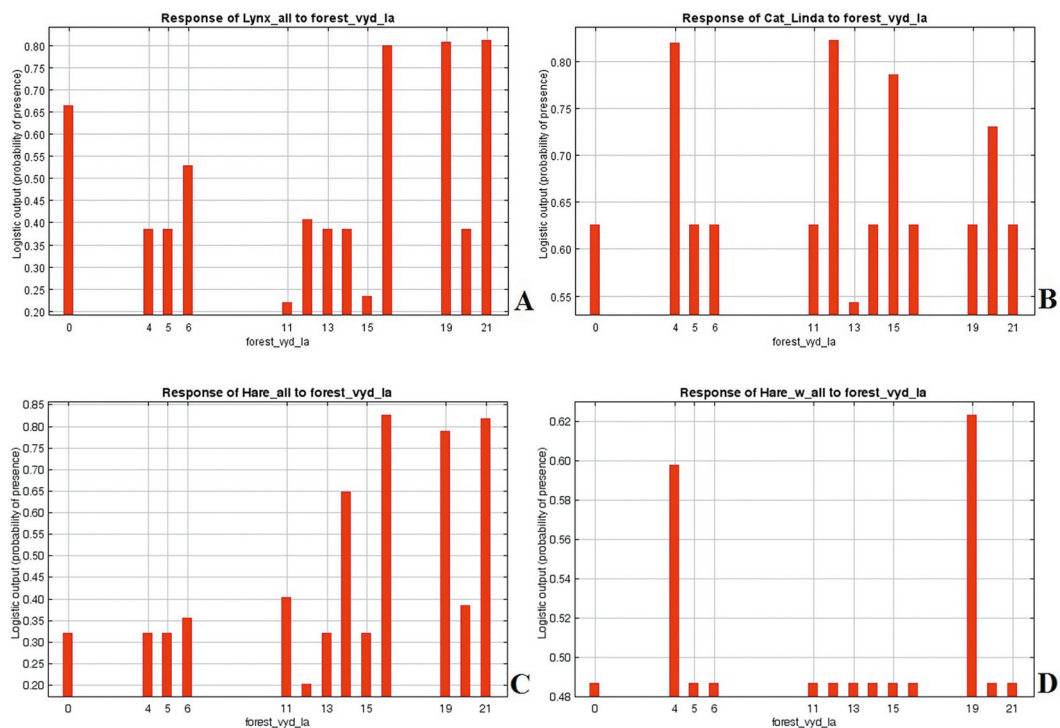 Response of Lynx_all to forest_vyd_la
Logistic output (probability of presence)
0.80
0.75
0.70
0.65
0.60
0.55
0.50
0.45
0.40
0.35
0.30
0.25
0.20
0 4 5 6 11 13 15 19 21
forest_vyd_la
A
Response of Cat_Linda to forest_vyd_la
Logistic output (probability of presence)
0.80
0.75
0.70
0.65
0.60
0.55
0 4 5 6 11 13 15 19 21
forest_vyd_la
B
Response of Hare_all to forest_vyd_la
Logistic output (probability of presence)
0.85
0.80
0.75
0.70
0.65
0.60
0.55
0.50
0.45
0.40
0.35
0.30
0.25
0.20
0 4 5 6 11 13 15 19 21
forest_vyd_la
C
Response of Hare_w_all to forest_vyd_la
Logistic output (probability of presence)
0.62
0.60
0.58
0.56
0.54
0.52
0.50
0.48
0 4 5 6 11 13 15 19 21
forest_vyd_la
D